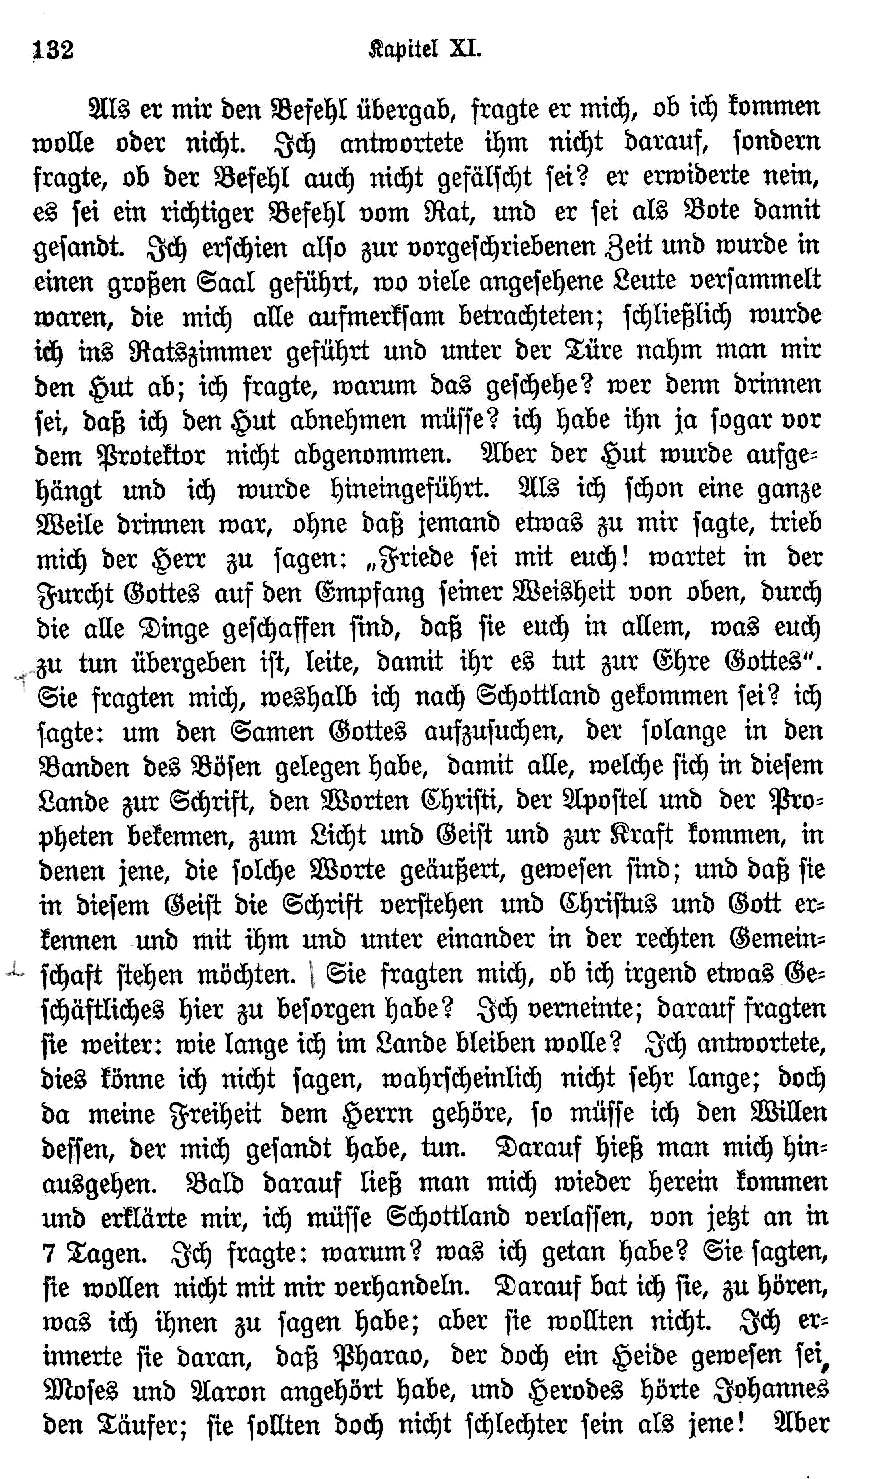 132 Kapitel XI.
Als er mir den Befehl übergab, fragte er mich, ob ich kommen
wolle oder nicht. Ich antwortete ihm nicht darauf, sondern
fragte, ob der Befehl auch nicht gefälscht sei? er erwiderte nein,
es sei ein richtiger Befehl vom Rat, und er sei als Bote damit
gesandt. Ich erschien also zur vorgeschriebenen Zeit und wurde in
einen großen Saal geführt, wo viele angesehene Leute versammelt
waren, die mich alle aufmerksam betrachteten; schließlich wurde
ich ins Ratszimmer geführt und unter der Türe nahm man mir
den Hut ab; ich fragte, warum das geschehe? wer denn drinnen
sei, daß ich den Hut abnehmen müsse? ich habe ihn ja sogar vor
dem Protektor nicht abgenommen. Aber der Hut wurde aufge-
hängt und ich wurde hineingeführt. Als ich schon eine ganze
Weile drinnen war, ohne daß jemand etwas zu mir sagte, trieb
mich der Herr zu sagen: „Friede sei mit euch! wartet in der
Furcht Gottes auf den Empfang seiner Weisheit von oben, durch
die alle Dinge geschaffen sind, daß sie euch in allem, was euch
zu tun übergeben ist, leite, damit ihr es tut zur Ehre Gottes".
Sie fragten mich, weshalb ich nach Schottland gekommen sei? ich
sagte: um den Samen Gottes aufzusuchen, der solange in den
Banden des Bösen gelegen habe, damit alle, welche sich in diesem
Lande zur Schrift, den Worten Christi, der Apostel und der Pro-
pheten bekennen, zum Licht und Geist und zur Kraft kommen, in
denen jene, die solche Worte geäußert, gewesen sind; und daß sie
in diesem Geist die Schrift verstehen und Christus und Gott er-
kennen und mit ihm und unter einander in der rechten Gemein-
schaft stehen möchten. | Sie fragten mich, ob ich irgend etwas Ge-
schäftliches hier zu besorgen habe? Ich verneinte; darauf fragten
sie weiter: wie lange ich im Lande bleiben wolle? Ich antwortete,
dies könne ich nicht sagen, wahrscheinlich nicht sehr lange; doch
da meine Freiheit dem Herrn gehöre, so müsse ich den Willen
dessen, der mich gesandt habe, tun. Darauf hieß man mich hin-
ausgehen. Bald darauf ließ man mich wieder herein kommen
und erklärte mir, ich müsse Schottland verlassen, von jetzt an in
7 Tagen. Ich fragte: warum? was ich getan habe? Sie sagten,
sie wollen nicht mit mir verhandeln. Darauf bat ich sie, zu hören,
was ich ihnen zu sagen habe; aber sie wollten nicht. Ich er-
innerte sie daran, daß Pharao, der doch ein Heide gewesen sei,
Moses und Aaron angehört habe, und Herodes hörte Johannes
den Täufer; sie sollten doch nicht schlechter sein als jene! Aber